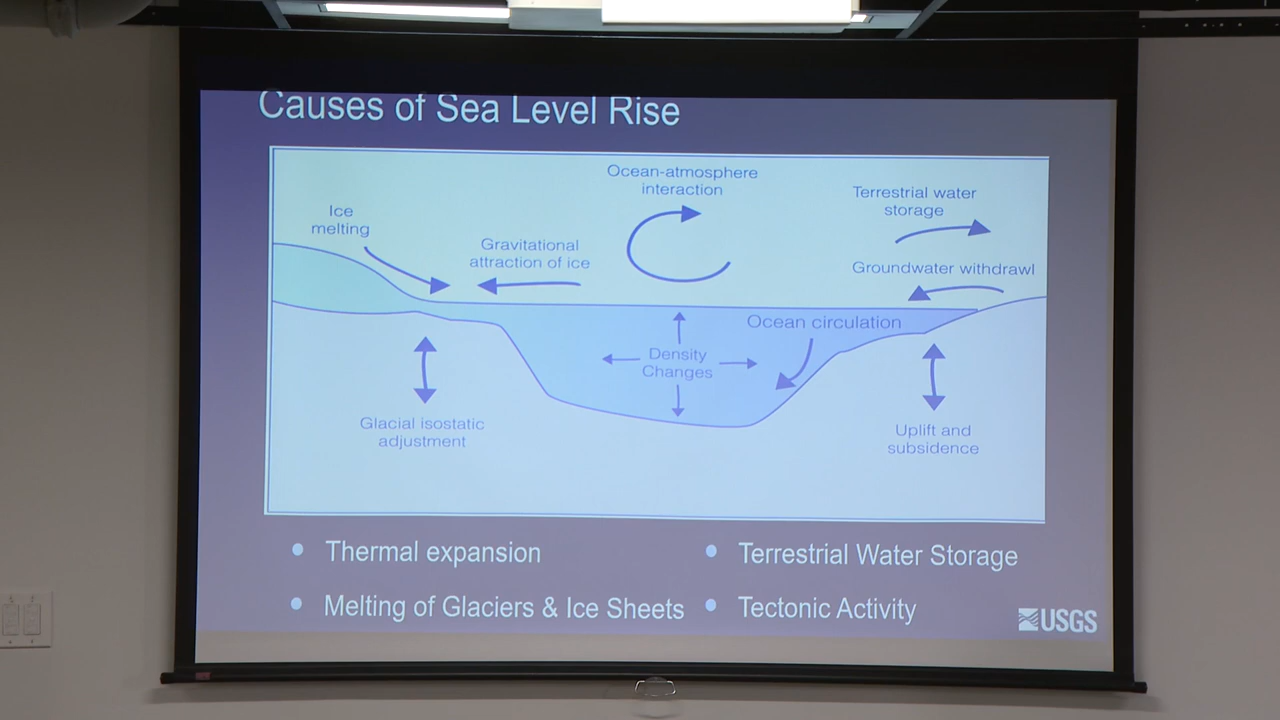 Causes of Sea Level Rise
Ocean-atmosphere
interaction
Terrestrial water
storage
Ice
melting
Gravitational
attraction of ice
Groundwater withdrawl
Ocean circulation
Density
Changes
Glacial isostatic
adjustment
Uplift and
subsidence
• Thermal expansion
• Terrestrial Water Storage
• Melting of Glaciers & Ice Sheets
• Tectonic Activity
USGS